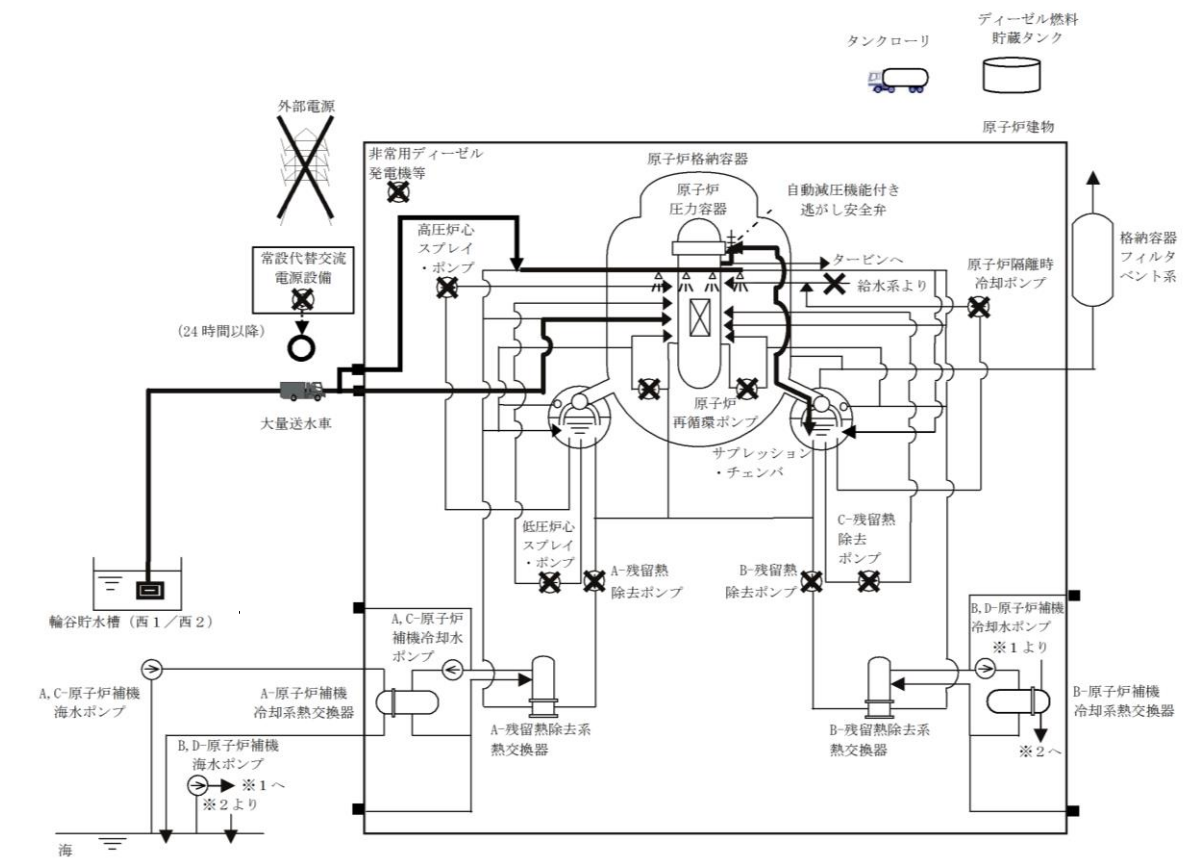 ディーゼル燃料
貯蔵タンク
タンクローリ
原子炉建物
外部電源
非常用ディーゼル
発電機等
原子炉格納容器
原子炉
圧力容器
自動減圧機能付き
逃がし安全弁
高圧炉心
スプレイ
・ポンプ
常設代替交流
電源設備
タービンへ
給水系より
原子炉隔離時
冷却ポンプ
格納容器
フィルタ
ベント系
(24時間以降)
大量送水車
原子炉
再循環ポンプ
サプレッション
・チェンバ
低圧炉心
スプレイ
・ポンプ
A-残留熱
除去ポンプ
B-残留熱
除去ポンプ
C-残留熱
除去
ポンプ
輪谷貯水槽(西1/西2)
A,C-原子炉
補機冷却水
ポンプ
B,D-原子炉補機
冷却水ポンプ
※1より
A,C-原子炉補機
海水ポンプ
A-原子炉補機
冷却系熱交換器
B-原子炉補機
冷却系熱交換器
A-残留熱除去系
熱交換器
B-残留熱除去系
熱交換器
※2へ
B,D-原子炉補機
海水ポンプ
※1へ
※2より
海